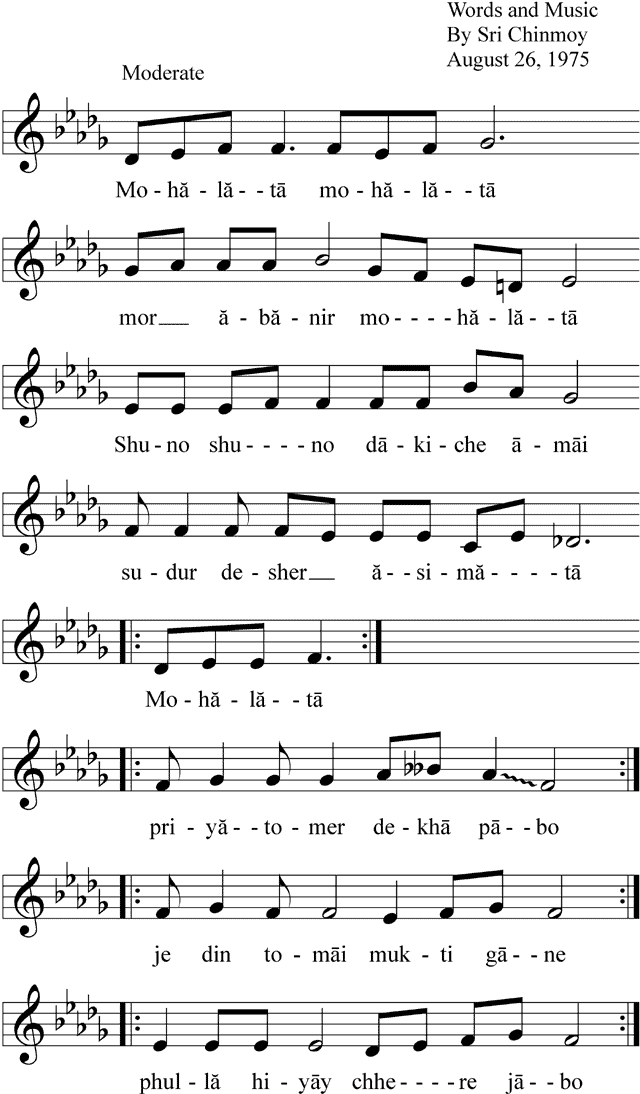 Words and Music
By Sri Chinmoy
August 26, 1975
Moderate
Mo - hă - lă - - tā mo - hă - lă - - tā
mor___ ă - bă - nir mo - - - - hă - lă - tā
Shu - no shu - - - - no dā - ki - che ā - māi
su - dur de - sher___ ă - - si - mă - - - - tā
Mo - hă - lă - - tā
pri - yă - - to - mer de - khā pā - - bo
je din to - māi muk - ti gā - - ne
phul - lă hi - yāy chhe - - - - re jā - bo